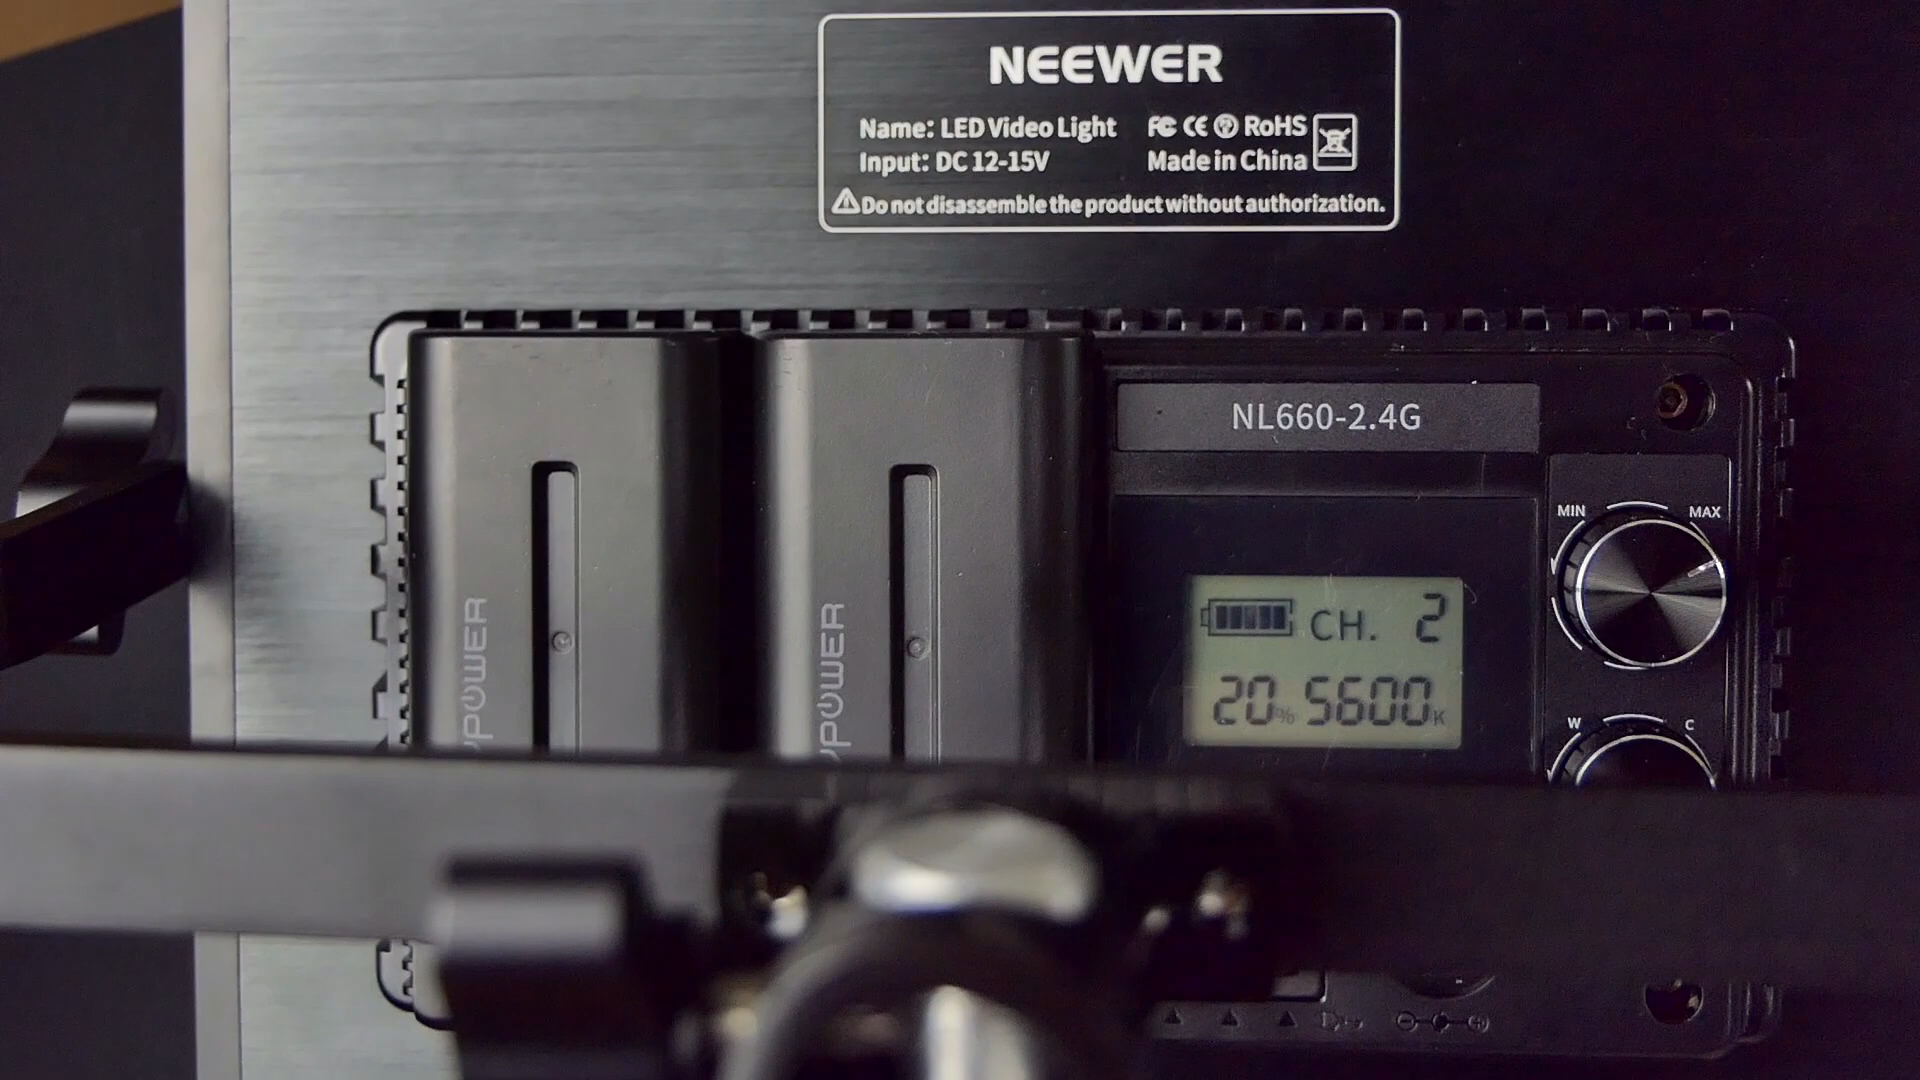 NEEWER
Name: LED Video Light
FC CE RoHS
Input: DC 12-15V
Made in China
Do not disassemble the product without authorization.
NL660-2.4G
MIN MAX
CH. 2
20% 5600K
W C
POWER
POWER